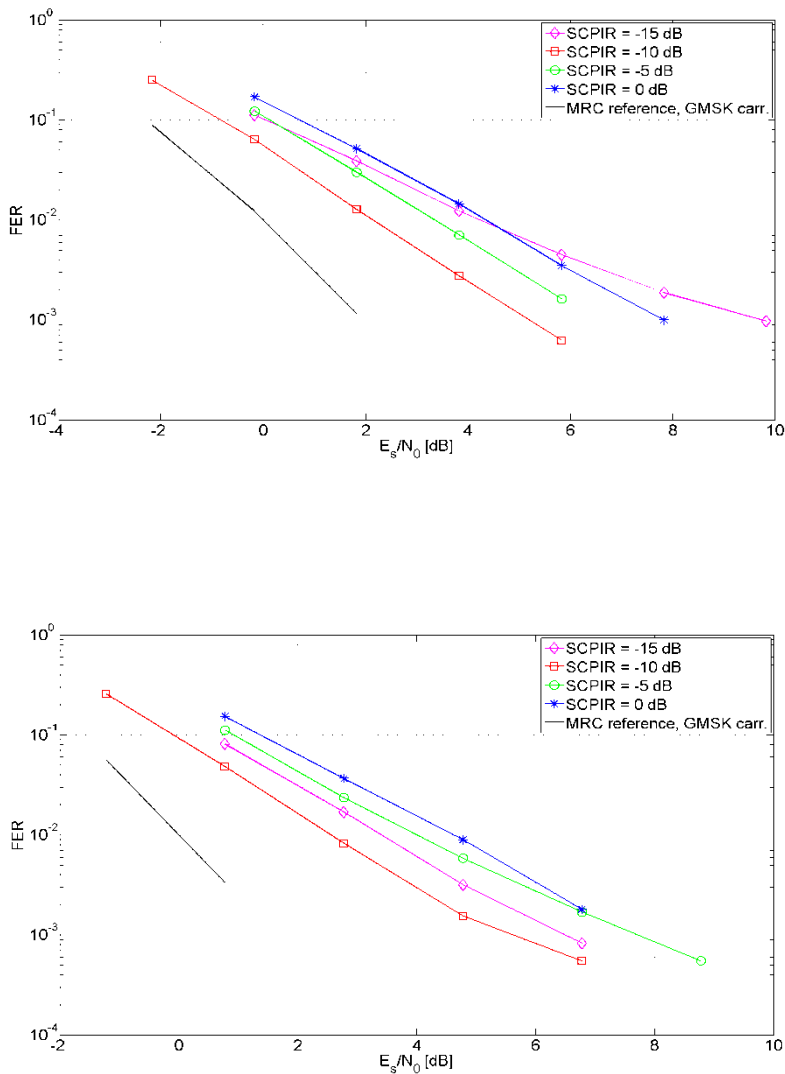 10^0
10^-1
10^-2
10^-3
10^-4
FER
SCPIR = -15 dB
SCPIR = -10 dB
SCPIR = -5 dB
SCPIR = 0 dB
MRC reference, GMSK carr.
-4 -2 0 2 4 6 8 10
E_s/N_0 [dB]
10^0
10^-1
10^-2
10^-3
10^-4
FER
SCPIR = -15 dB
SCPIR = -10 dB
SCPIR = -5 dB
SCPIR = 0 dB
MRC reference, GMSK carr.
-2 0 2 4 6 8 10
E_s/N_0 [dB]